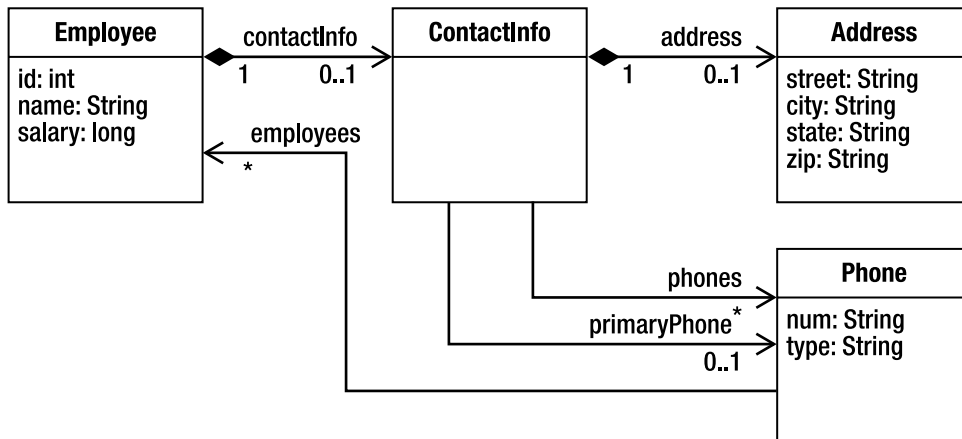 Employee
id: int
name: String
salary: long
contactInfo
1 0..1
ContactInfo
address
1 0..1
Address
street: String
city: String
state: String
zip: String
employees
*
phones
*
primaryPhone
0..1
Phone
num: String
type: String